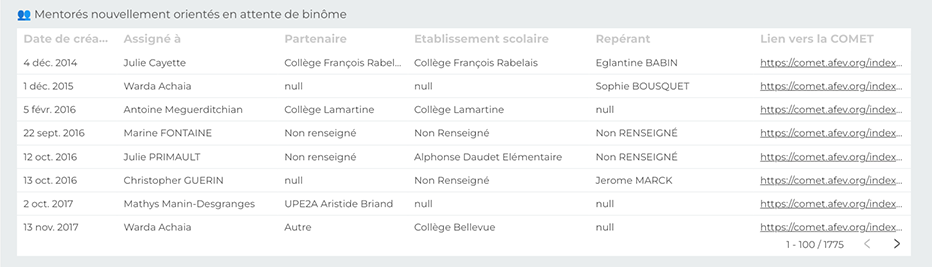 👥 Mentorés nouvellement orientés en attente de binôme
Date de créa... Assigné à Partenaire Etablissement scolaire Repérant Lien vers la COMET
4 déc. 2014 Julie Cayette Collège François Rabel... Collège François Rabelais Eglantine BABIN https://comet.afev.org/index...
1 déc. 2015 Warda Achaia null null Sophie BOUSQUET https://comet.afev.org/index...
5 févr. 2016 Antoine Meguerditchian Collège Lamartine Collège Lamartine null https://comet.afev.org/index...
22 sept. 2016 Marine FONTAINE Non renseigné Non Renseigné Non RENSEIGNÉ https://comet.afev.org/index...
12 oct. 2016 Julie PRIMAULT Non renseigné Alphonse Daudet Elémentaire Non RENSEIGNÉ https://comet.afev.org/index...
13 oct. 2016 Christopher GUERIN null Non Renseigné Jerome MARCK https://comet.afev.org/index...
2 oct. 2017 Mathys Manin-Desgranges UPE2A Aristide Briand null null https://comet.afev.org/index...
13 nov. 2017 Warda Achaia Autre Collège Bellevue null https://comet.afev.org/index...
1 - 100 / 1775 < >